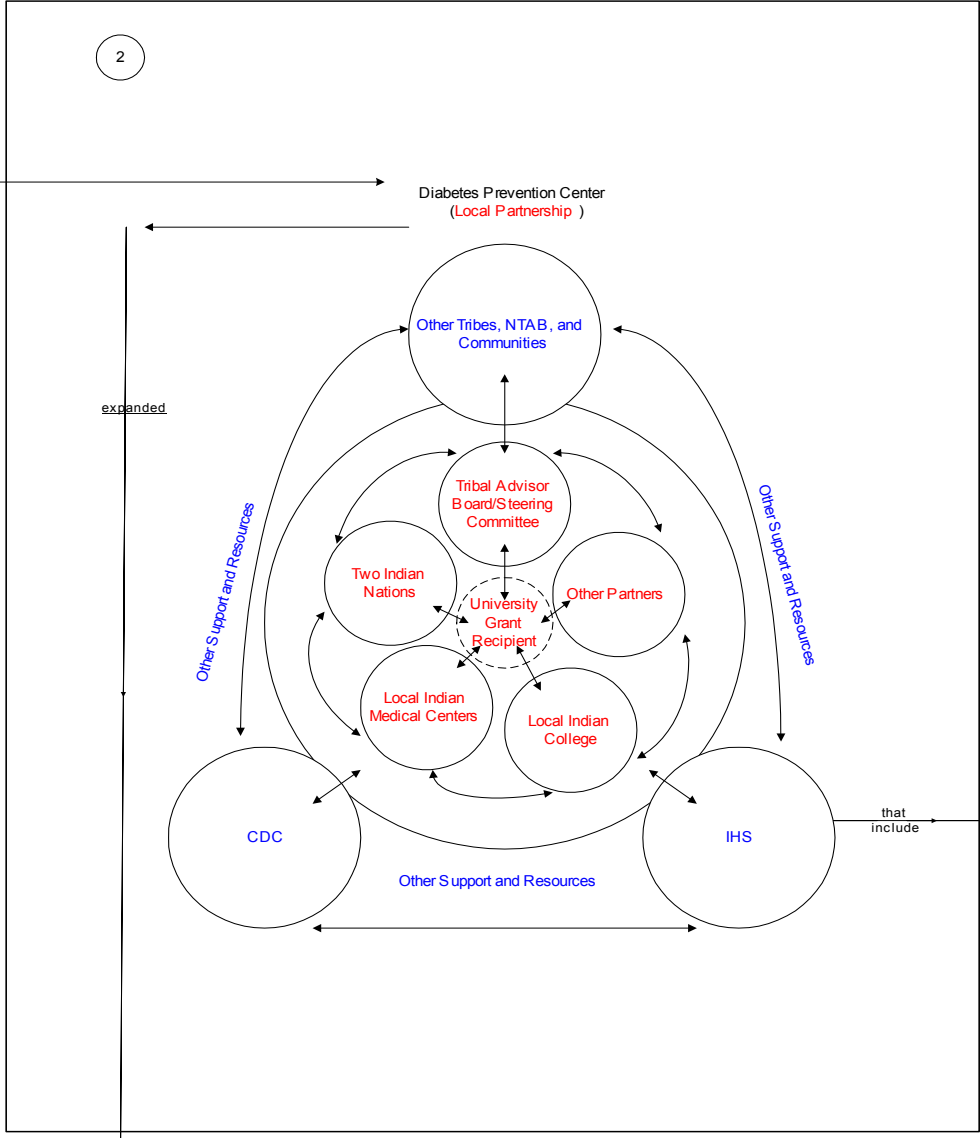 2
Diabetes Prevention Center
(Local Partnership )
Other Tribes, NTAB, and
Communities
expanded
Tribal Advisor
Board/Steering
Committee
Other Support and Resources
Other Support and Resources
Two Indian
Nations
Other Partners
University
Grant
Recipient
Local Indian
Medical Centers
Local Indian
College
CDC
IHS
that
include
Other Support and Resources